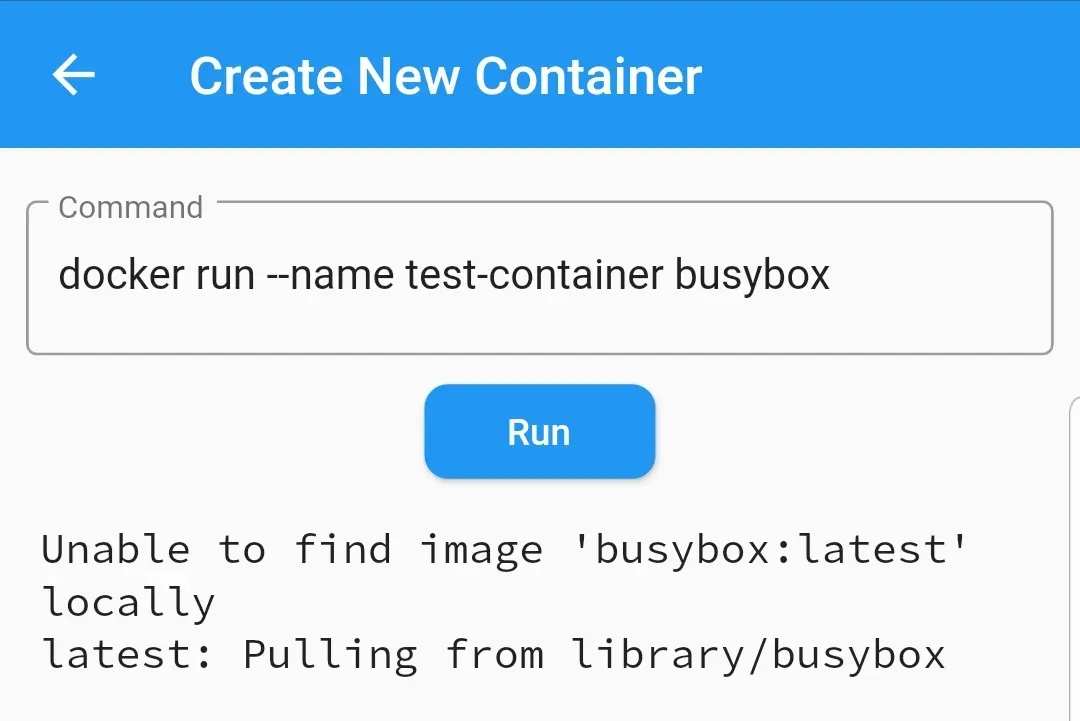 Create New Container
Command
docker run --name test-container busybox
Run
Unable to find image 'busybox:latest'
locally
latest: Pulling from library/busybox